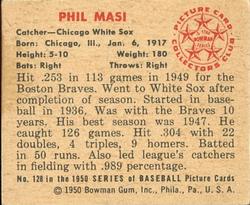 PHIL MASI
Catcher—Chicago White Sox
Born: Chicago, Ill., Jan. 6, 1917
Height: 5-10 Weight: 180
Bats: Right Throws: Right
PICTURE CARD
BOWMAN
COLLECTORS CLUB
Hit .253 in 113 games in 1949 for the
Boston Braves. Went to White Sox after
completion of season. Started in base-
ball in 1936, Was with the Braves 10
years. His best season was 1947. He
caught 126 games. Hit .304 with 22
doubles, 4 triples, 9 homers. Batted
in 50 runs. Also led league's catchers
in fielding with .989 percentage.
No. 128 in the 1950 SERIES OF BASEBALL Picture Cards
©1950 Bowman Gum, Inc., Phila., Pa., U. S. A.